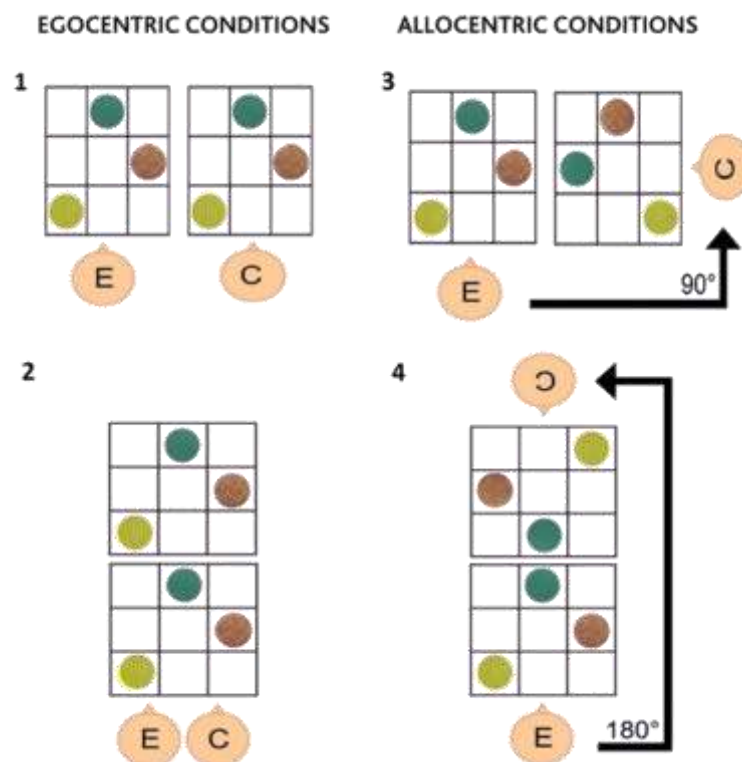 EGOCENTRIC CONDITIONS
ALLOCENTRIC CONDITIONS
1
E
C
3
E
C
90°
2
E
C
4
C
E
180°